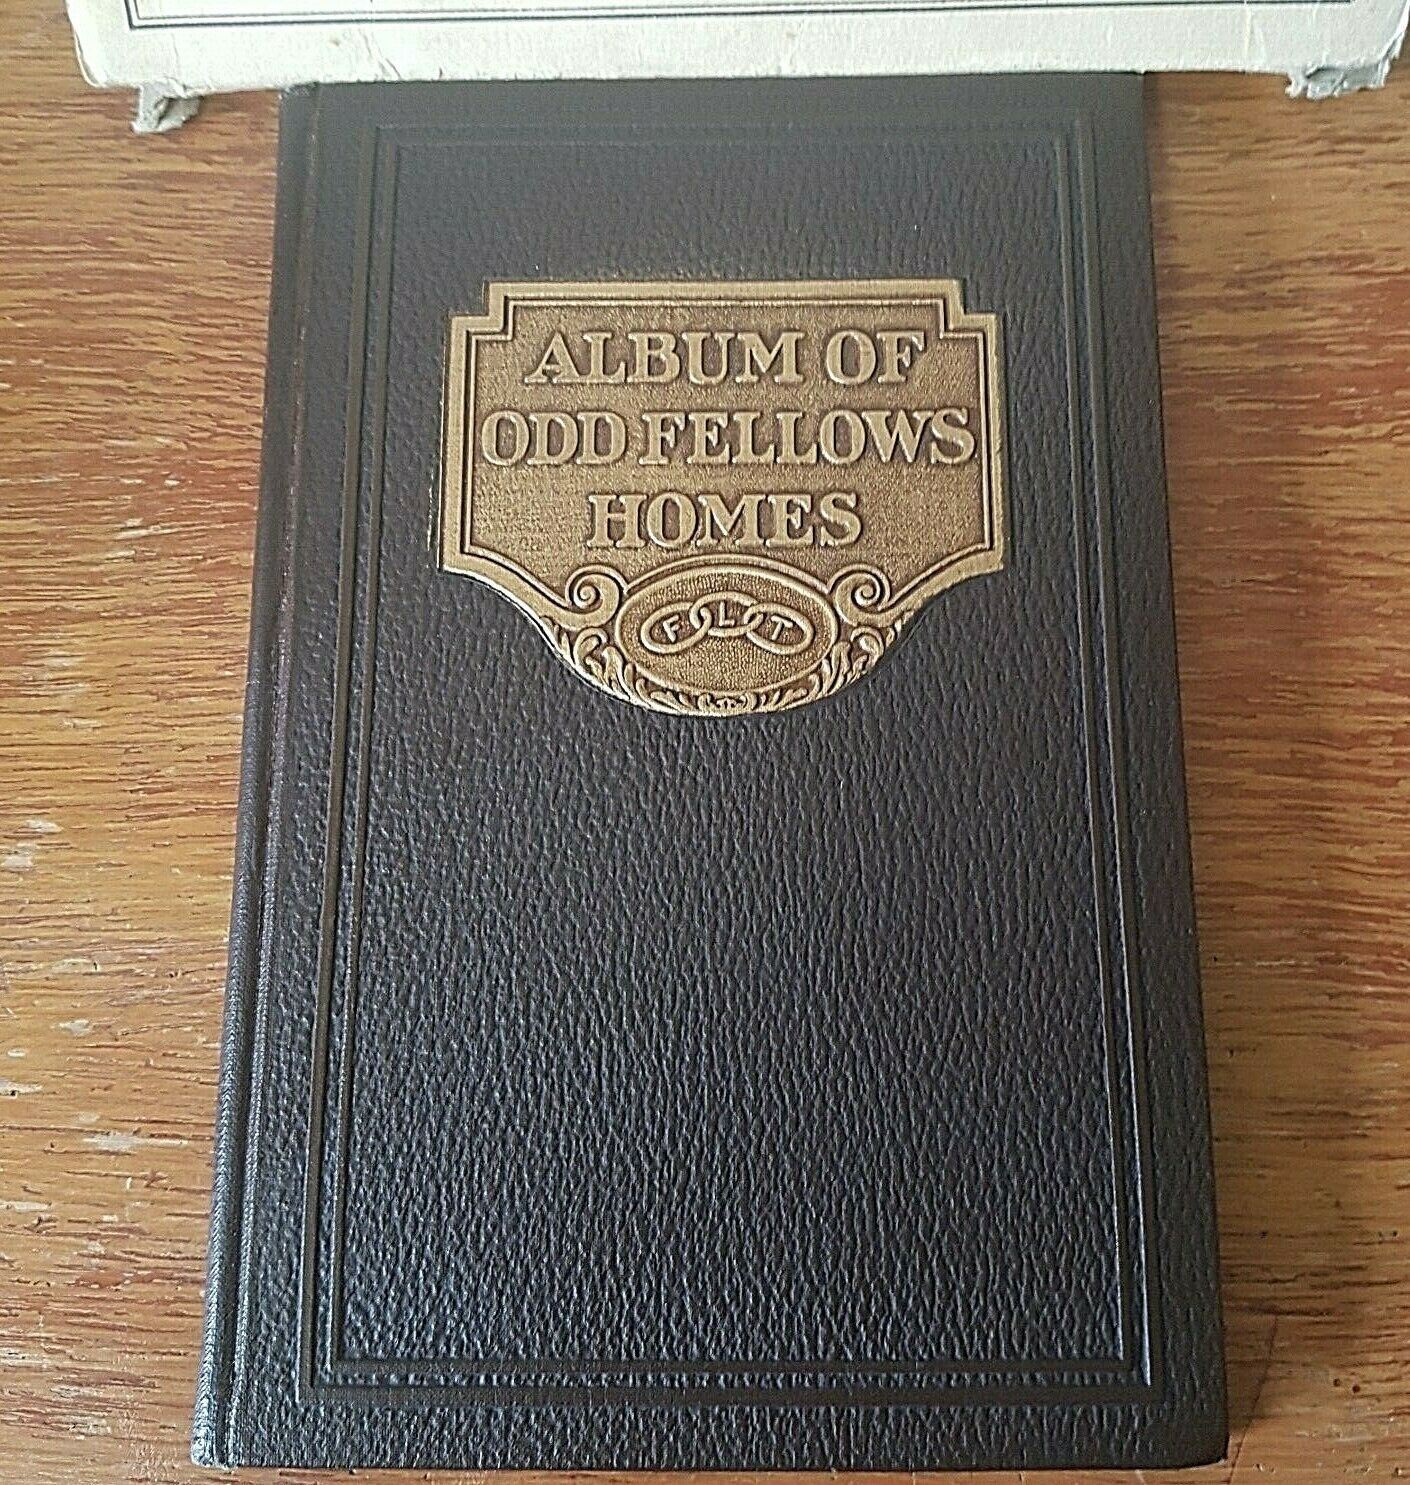 ALBUM OF
ODD FELLOWS
HOMES
F L T